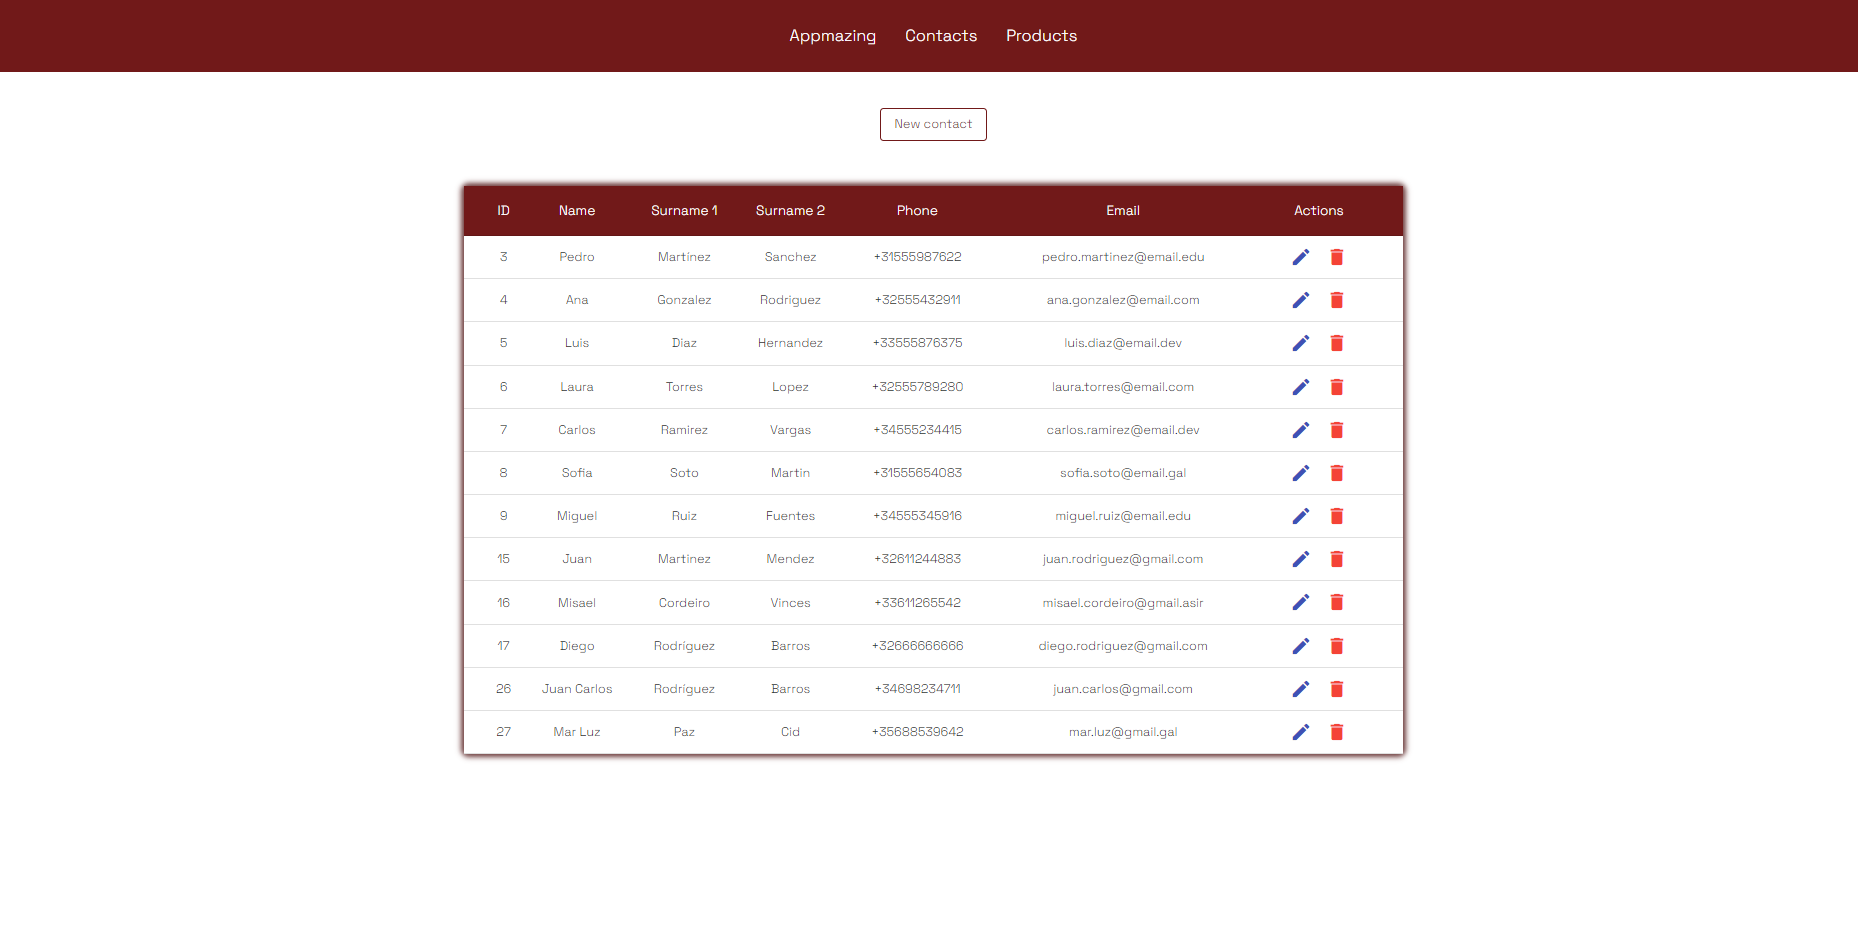 Appmazing Contacts Products
New contact
ID Name Surname 1 Surname 2 Phone Email Actions
3 Pedro Martínez Sanchez +31555987622 pedro.martinez@email.edu
4 Ana Gonzalez Rodriguez +32555432911 ana.gonzalez@email.com
5 Luis Diaz Hernandez +33555876375 luis.diaz@email.dev
6 Laura Torres Lopez +32555789280 laura.torres@email.com
7 Carlos Ramirez Vargas +34555234415 carlos.ramirez@email.dev
8 Sofia Soto Martin +31555654083 sofia.soto@email.gal
9 Miguel Ruiz Fuentes +34555345916 miguel.ruiz@email.edu
15 Juan Martinez Mendez +32611244883 juan.rodriguez@gmail.com
16 Misael Cordeiro Vinces +33611265542 misael.cordeiro@gmail.asir
17 Diego Rodríguez Barros +32666666666 diego.rodriguez@gmail.com
26 Juan Carlos Rodriguez Barros +34698234711 juan.carlos@gmail.com
27 Mar Luz Paz Cid +35688539642 mar.luz@gmail.gal